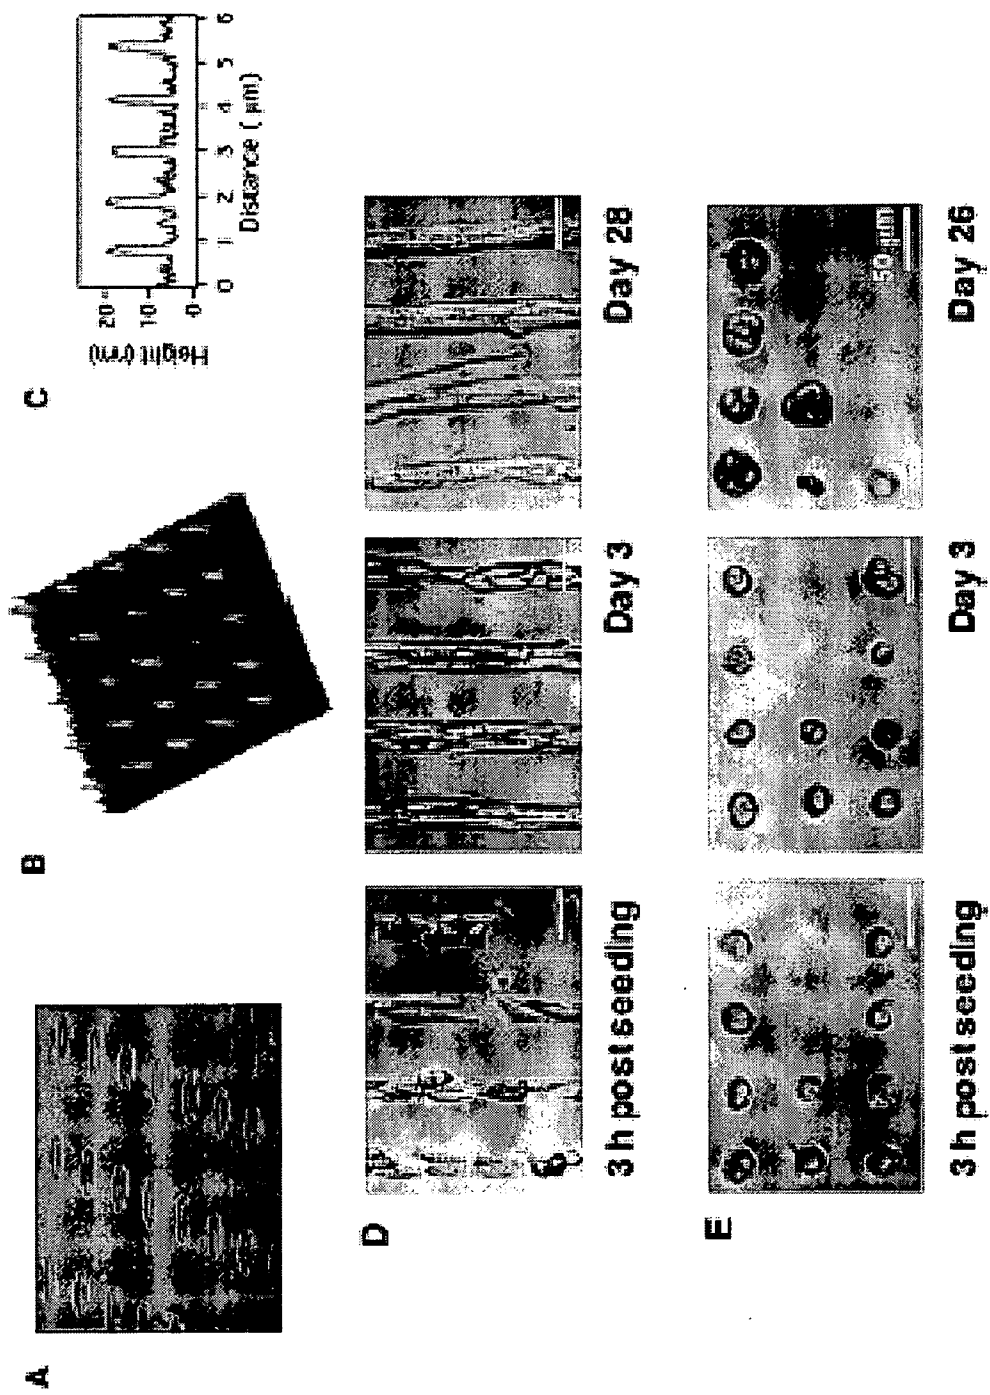 A
B
C
Height (nm)
20
10
0
0 1 2 3 4 5 6
Distance ( µm)
D
3 h post seeding
Day 3
Day 28
E
50 µm
3 h post seeding
Day 3
Day 26